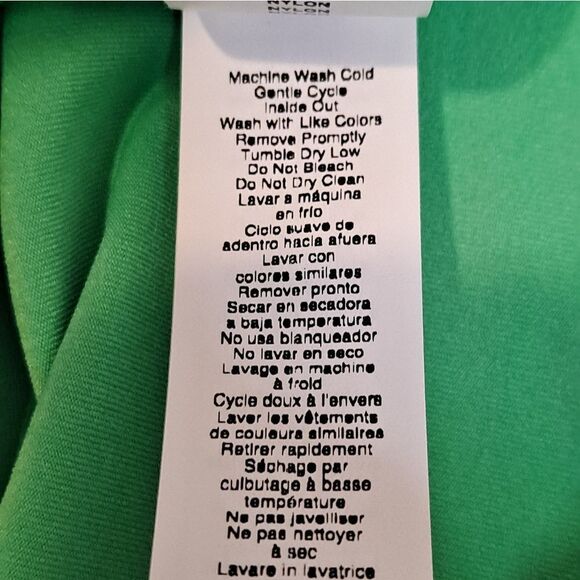 NYLON
NYLON
Machine Wash Cold
Gentle Cycle
Inside Out
Wash with Like Colors
Remove Promptly
Tumble Dry Low
Do Not Bleach
Do Not Dry Clean
Lavar a máquina
en frío
Ciclo suave de
adentro hacia afuera
Lavar con
colores similares
Remover pronto
Secar en secadora
a baja temperatura
No usa blanqueador
No lavar en seco
Lavage en machine
à froid
Cycle doux à l'envers
Laver les vêtements
de couleurs similaires
Retirer rapidement
Séchage par
culbutage à basse
température
Ne pas javelliser
Ne pas nettoyer
à sec
Lavare in lavatrice